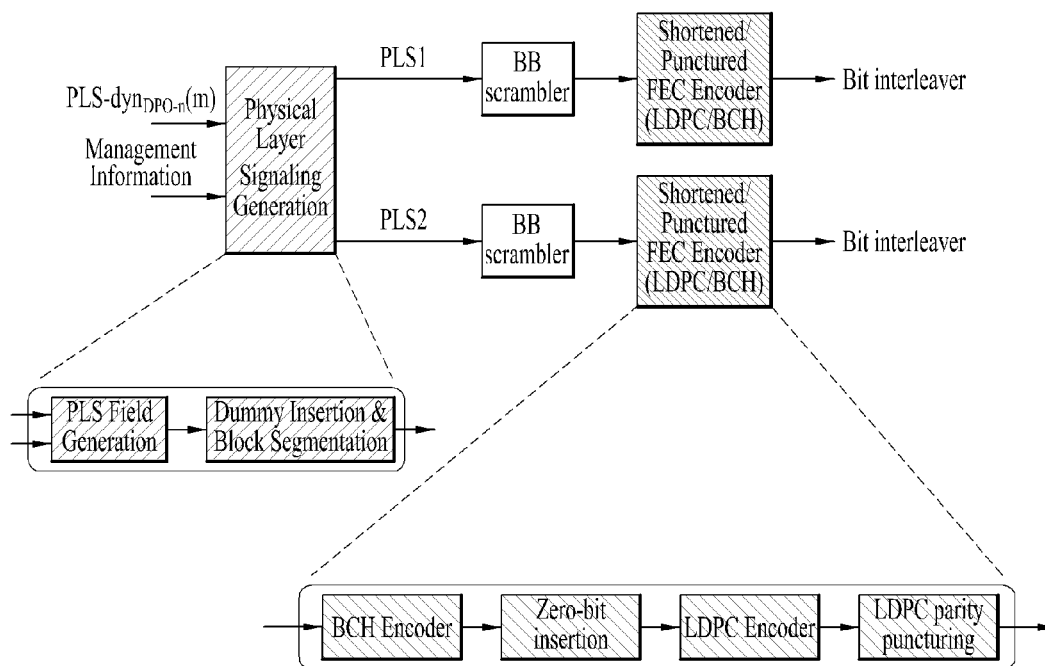 PLS-dynDPO-n(m)
Management
Information
Physical
Layer
Signaling
Generation
PLS1
BB
scrambler
Shortened/
Punctured
FEC Encoder
(LDPC/BCH)
Bit interleaver
PLS2
BB
scrambler
Shortened/
Punctured
FEC Encoder
(LDPC/BCH)
Bit interleaver
PLS Field
Generation
Dummy Insertion &
Block Segmentation
BCH Encoder
Zero-bit
insertion
LDPC Encoder
LDPC parity
puncturing